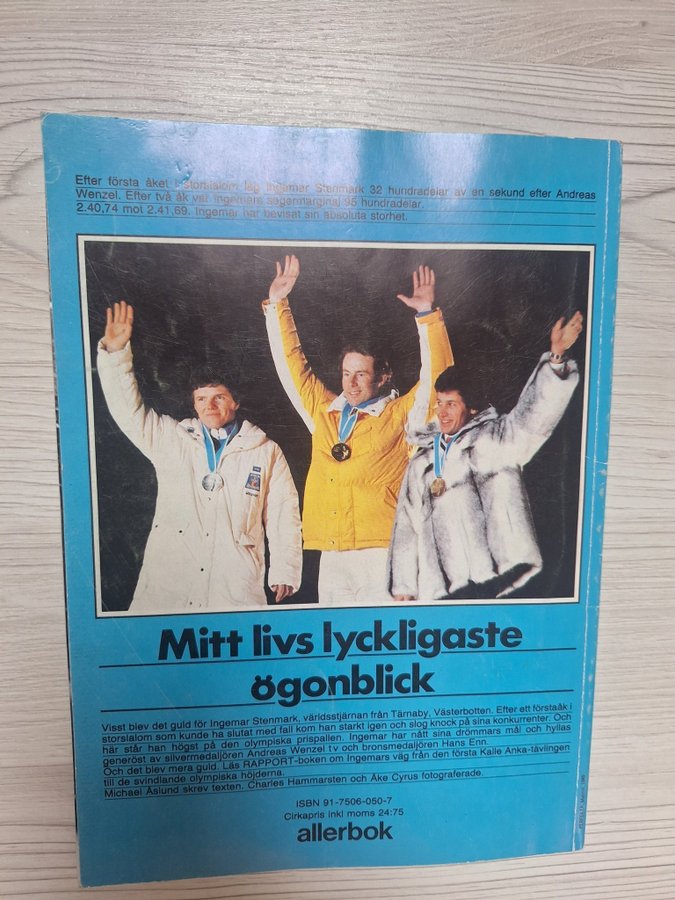 Efter första åket i storslalom låg Ingemar Stenmark 32 hundradelar av en sekund efter Andreas
Wenzel. Efter två åk var Ingemars segermarginal 95 hundradelar.
2.40,74 mot 2.41,69. Ingemar har bevisat sin absoluta storhet.
Mitt livs lyckligaste
ögonblick
Visst blev det guld för Ingemar Stenmark, världsstjärnan från Tärnaby, Västerbotten. Efter ett förstaåk i
storslalom som kunde ha slutat med fall kom han starkt igen och slog knock på sina konkurrenter. Och
här står han högst på den olympiska prispallen. Ingemar har nått sina drömmars mål och hyllas
generöst av silvermedaljören Andreas Wenzel tv och bronsmedaljören Hans Enn.
Och det blev mera guld. Läs RAPPORT-boken om Ingemars väg från den första Kalle Anka-tävlingen
till de svindlande olympiska höjderna.
Michael Åslund skrev texten. Charles Hammarsten och Åke Cyrus fotograferade.
ISBN 91-7506-050-7
Cirkapris inkl moms 24:75
allerbok